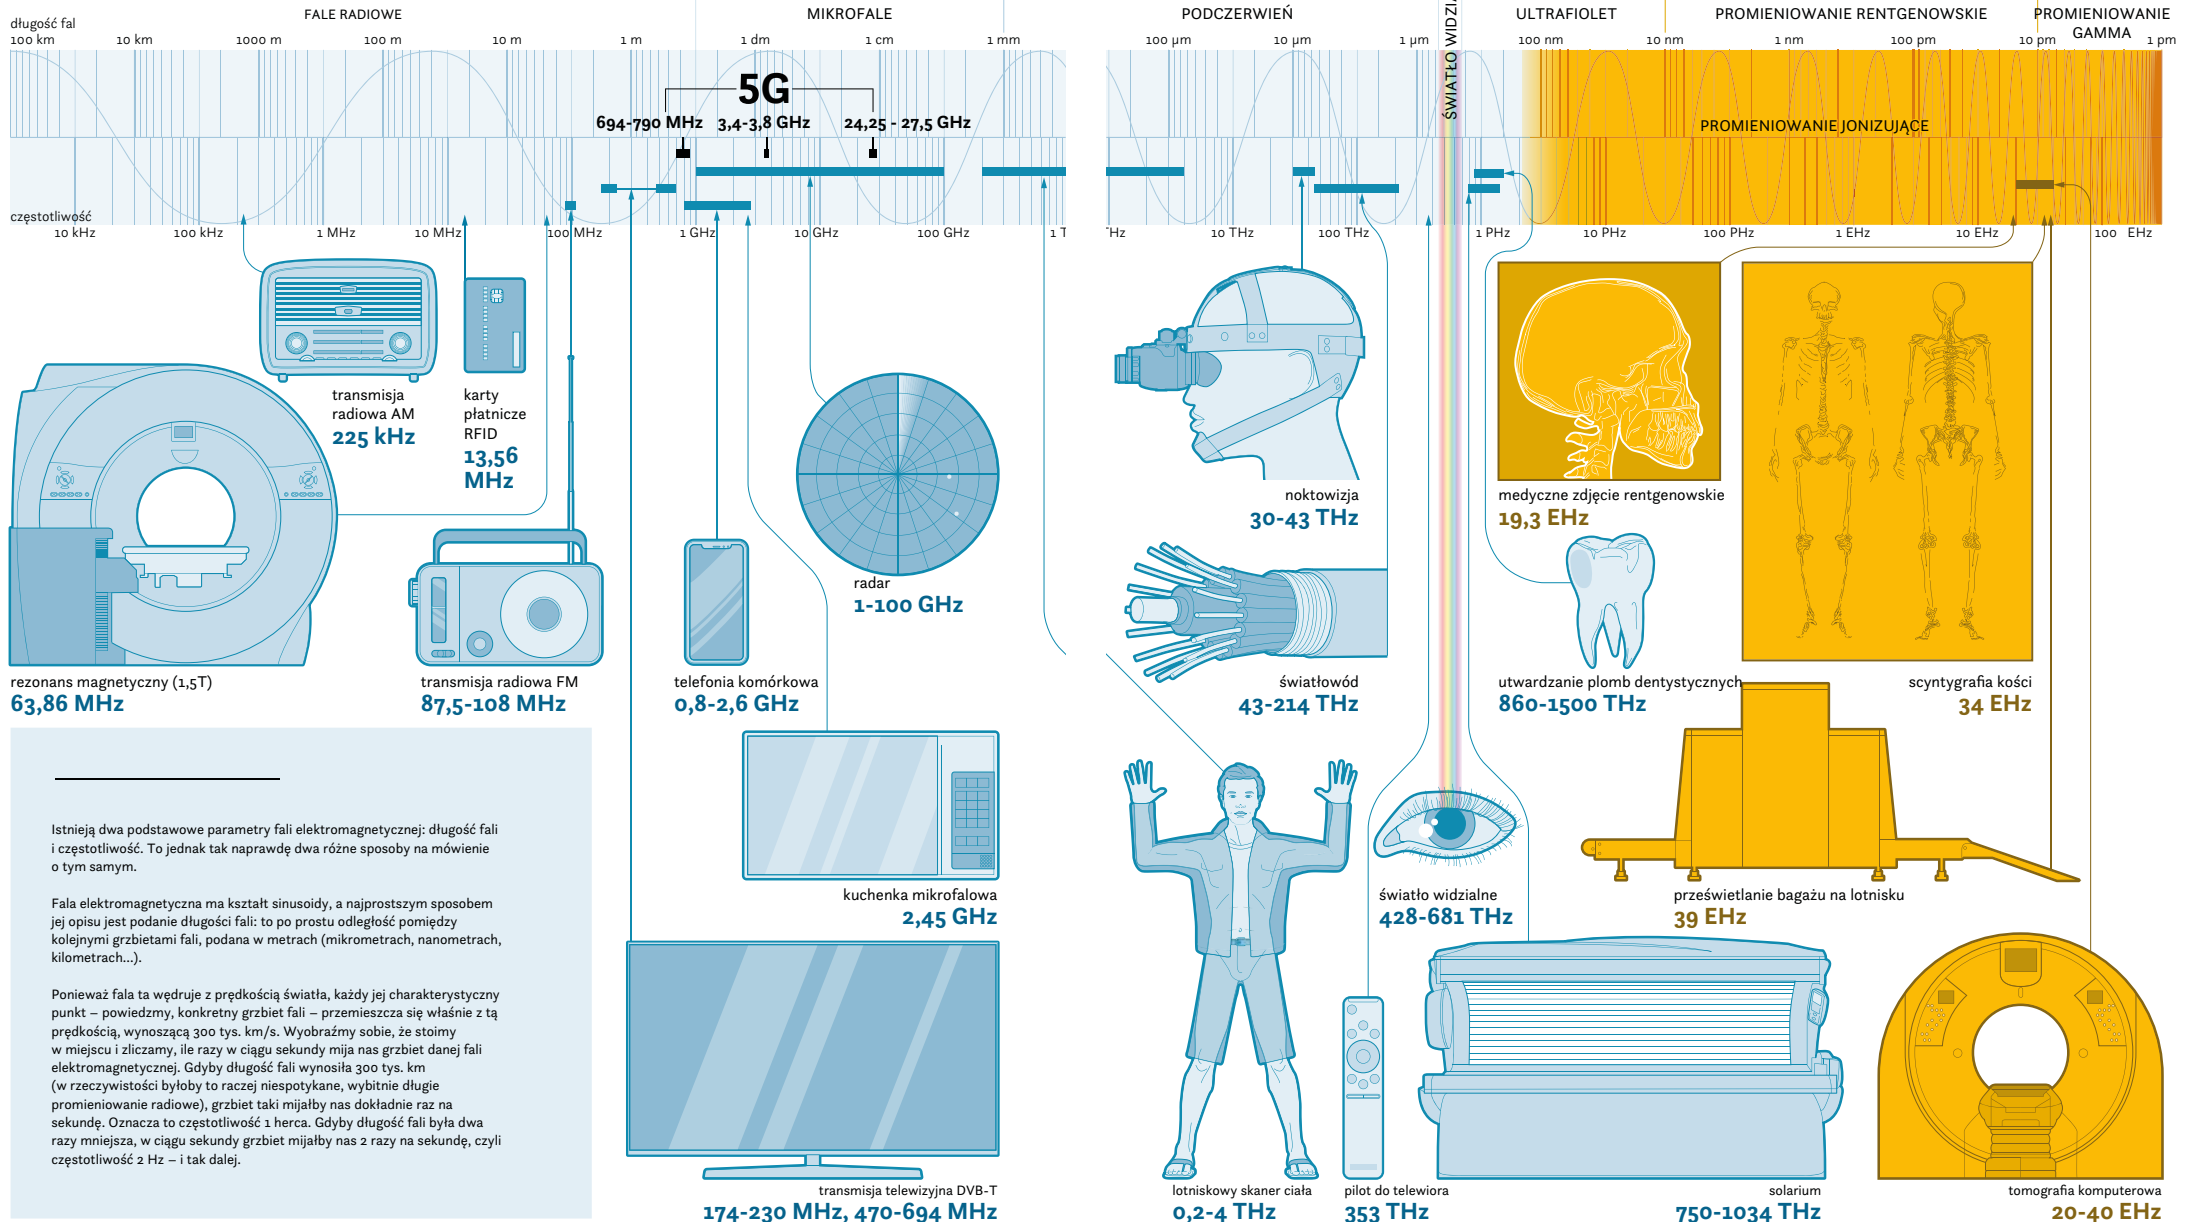 FALE RADIOWE
MIKROFALE
PODCZERWIEŃ
ŚWIATŁO WIDZI
ULTRAFIOLET
PROMIENIOWANIE RENTGENOWSKIE
PROMIENIOWANIE
GAMMA
długość fal
100 km
10 km
1000 m
100 m
10 m
1 m
1 dm
1 cm
1 mm
100 µm
10 µm
1 µm
100 nm
10 nm
1 nm
100 pm
10 pm
1 pm
5G
694-790 MHz
3,4-3,8 GHz
24,25 - 27,5 GHz
PROMIENIOWANIE JONIZUJĄCE
częstotliwość
10 kHz
100 kHz
1 MHz
10 MHz
100 MHz
1 GHz
10 GHz
100 GHz
1 T
Hz
10 THz
100 THz
1 PHz
10 PHz
100 PHz
1 EHz
10 EHz
100 EHz
transmisja
radiowa AM
225 kHz
karty
płatnicze
RFID
13,56
MHz
noktowizja
30-43 THz
medyczne zdjęcie rentgenowskie
19,3 EHz
radar
1-100 GHz
rezonans magnetyczny (1,5T)
63,86 MHz
transmisja radiowa FM
87,5-108 MHz
telefonia komórkowa
0,8-2,6 GHz
światłowód
43-214 THz
utwardzanie plomb dentystycznych
860-1500 THz
scyntygrafia kości
34 EHz
kuchenka mikrofalowa
2,45 GHz
światło widzialne
428-681 THz
prześwietlanie bagażu na lotnisku
39 EHz
Istnieją dwa podstawowe parametry fali elektromagnetycznej: długość fali
i częstotliwość. To jednak tak naprawdę dwa różne sposoby na mówienie
o tym samym.
Fala elektromagnetyczna ma kształt sinusoidy, a najprostszym sposobem
jej opisu jest podanie długości fali: to po prostu odległość pomiędzy
kolejnymi grzbietami fali, podana w metrach (mikrometrach, nanometrach,
kilometrach...).
Ponieważ fala ta wędruje z prędkością światła, każdy jej charakterystyczny
punkt – powiedzmy, konkretny grzbiet fali – przemieszcza się właśnie z tą
prędkością, wynoszącą 300 tys. km/s. Wyobraźmy sobie, że stoimy
w miejscu i zliczamy, ile razy w ciągu sekundy mija nas grzbiet danej fali
elektromagnetycznej. Gdyby długość fali wynosiła 300 tys. km
(w rzeczywistości byłoby to raczej niespotykane, wybitnie długie
promieniowanie radiowe), grzbiet taki mijałby nas dokładnie raz na
sekundę. Oznacza to częstotliwość 1 herca. Gdyby długość fali była dwa
razy mniejsza, w ciągu sekundy grzbiet mijałby nas 2 razy na sekundę, czyli
częstotliwość 2 Hz – i tak dalej.
transmisja telewizyjna DVB-T
174-230 MHz, 470-694 MHz
lotniskowy skaner ciała
0,2-4 THz
pilot do telewiora
353 THz
solarium
750-1034 THz
tomografia komputerowa
20-40 EHz